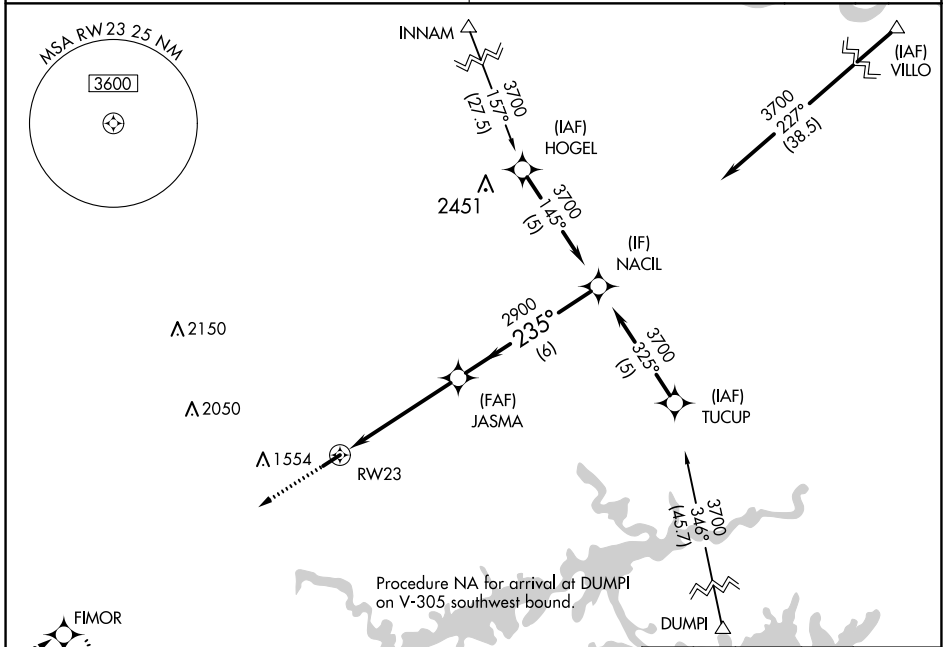 MSA RW 23 25 NM
3600
INNAM
3700
157°
(27.5)
(IAF)
VILLO
3700
227°
(38.5)
(IAF)
HOGEL
2451
3700
145°
(5)
(IF)
NACIL
2900
235°
(6)
2150
(FAF)
JASMA
3700
325°
(5)
(IAF)
TUCUP
2050
1554
RW23
3700
346°
(45.7)
Procedure NA for arrival at DUMPI
on V-305 southwest bound.
DUMPI
FIMOR